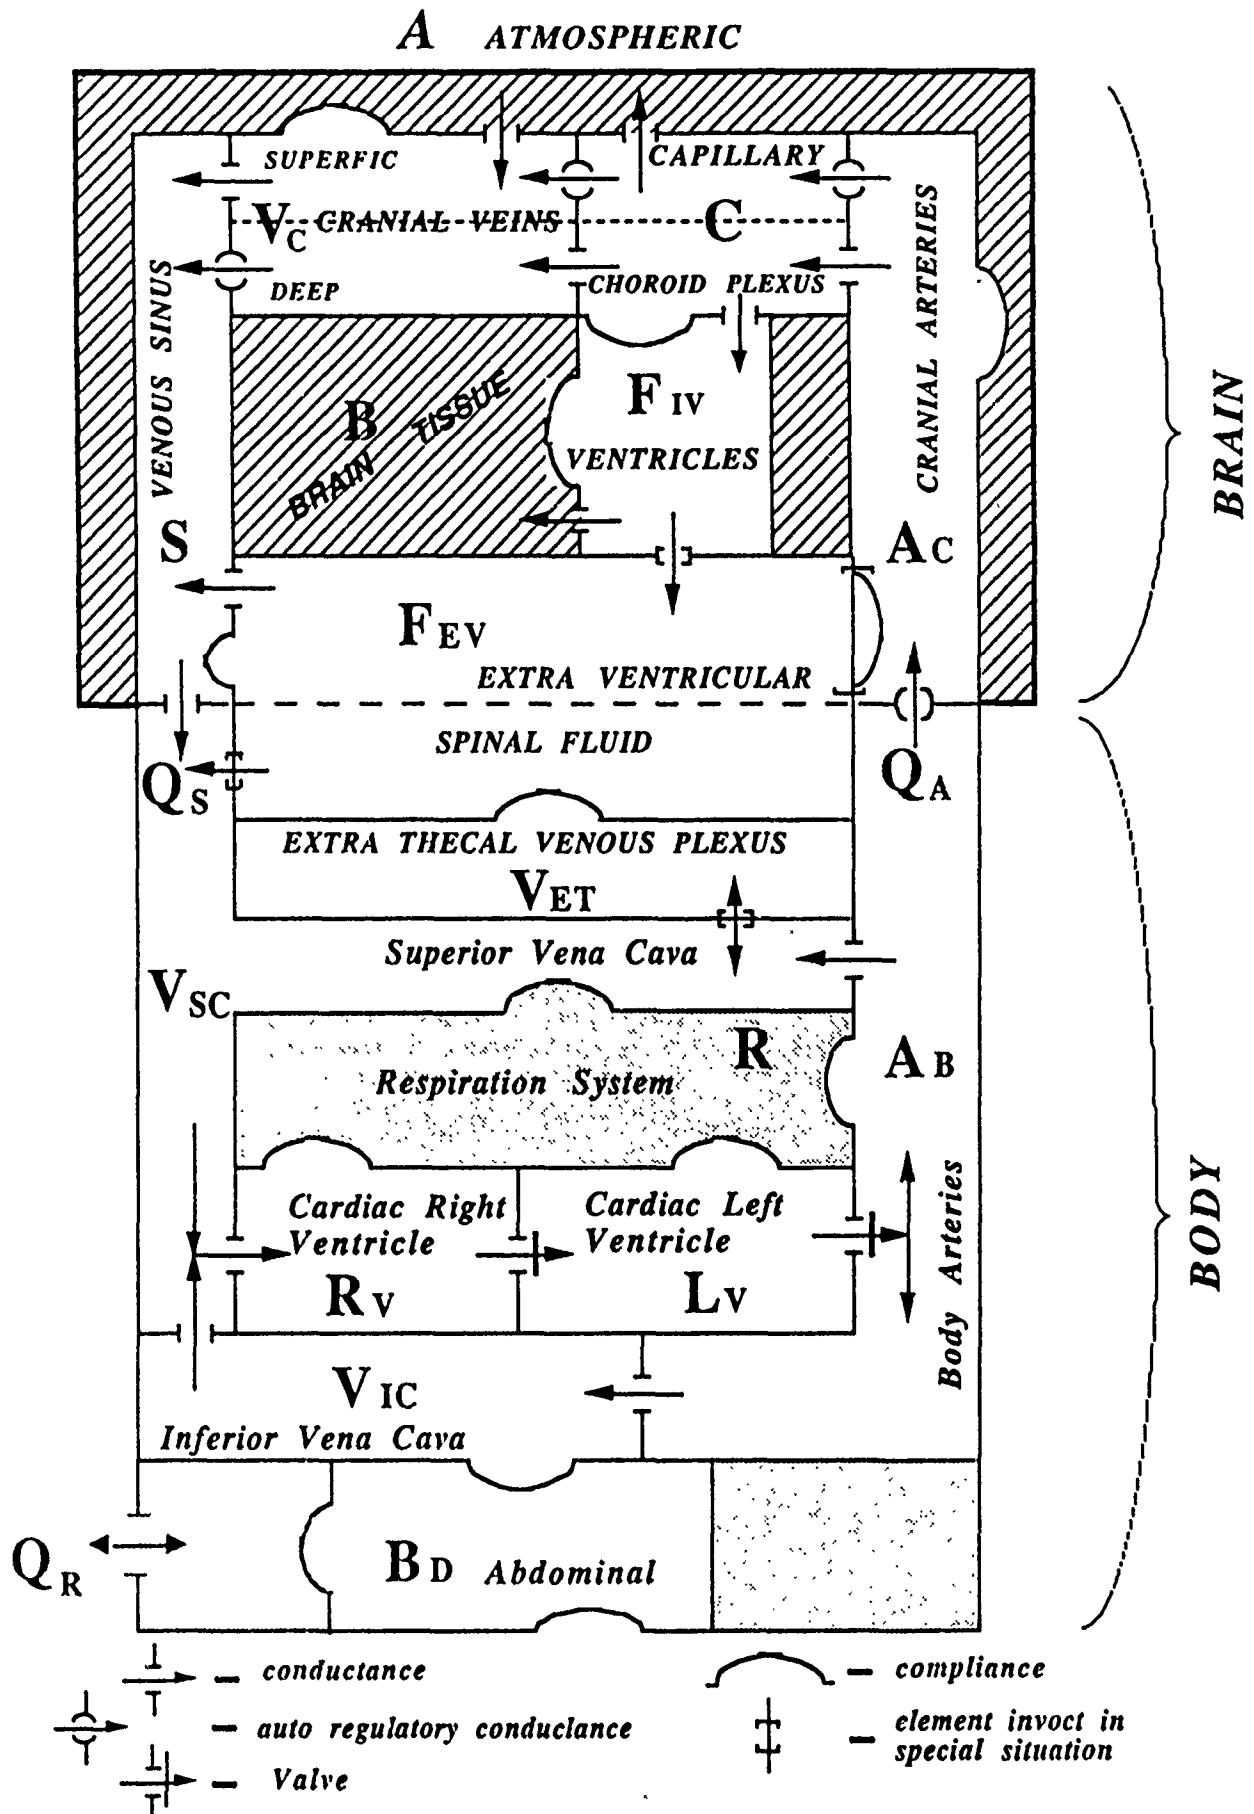 A ATMOSPHERIC
SUPERFIC
CAPILLARY
VC CRANIAL VEINS
C
DEEP
CHOROID PLEXUS
VENOUS SINUS
CRANIAL ARTERIES
B
BRAIN TISSUE
F IV
VENTRICLES
S
AC
BRAIN
FEV
EXTRA VENTRICULAR
SPINAL FLUID
QS
QA
EXTRA THECAL VENOUS PLEXUS
VET
Superior Vena Cava
VSC
R
Respiration System
AB
Cardiac Right
Ventricle
RV
Cardiac Left
Ventricle
LV
Body Arteries
BODY
VIC
Inferior Vena Cava
QR
BD Abdominal
– conductance
– auto regulatory conduclance
– Valve
– compliance
– element invoct in
special situation